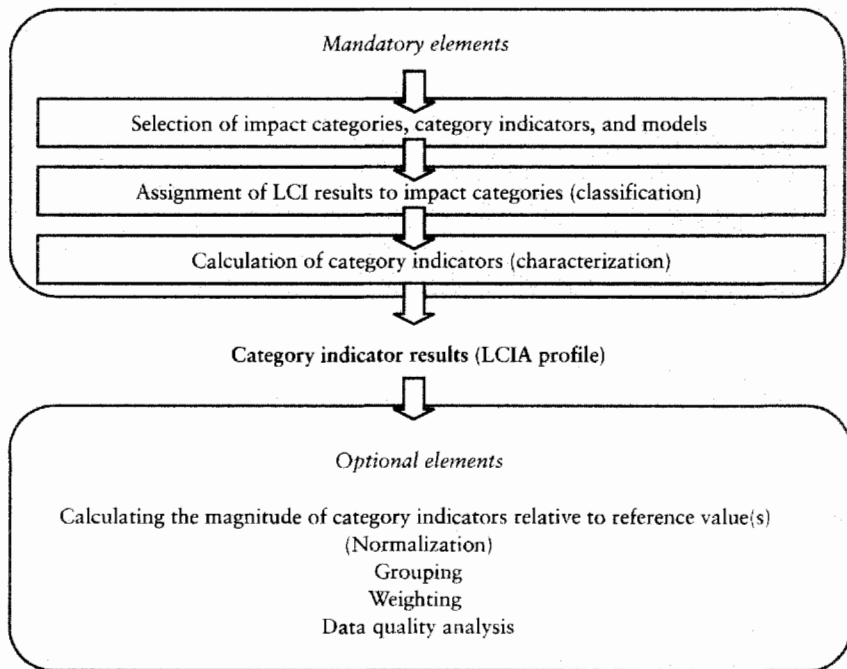 Mandatory elements
Selection of impact categories, category indicators, and models
Assignment of LCI results to impact categories (classification)
Calculation of category indicators (characterization)
Category indicator results (LCIA profile)
Optional elements
Calculating the magnitude of category indicators relative to reference value(s)
(Normalization)
Grouping
Weighting
Data quality analysis